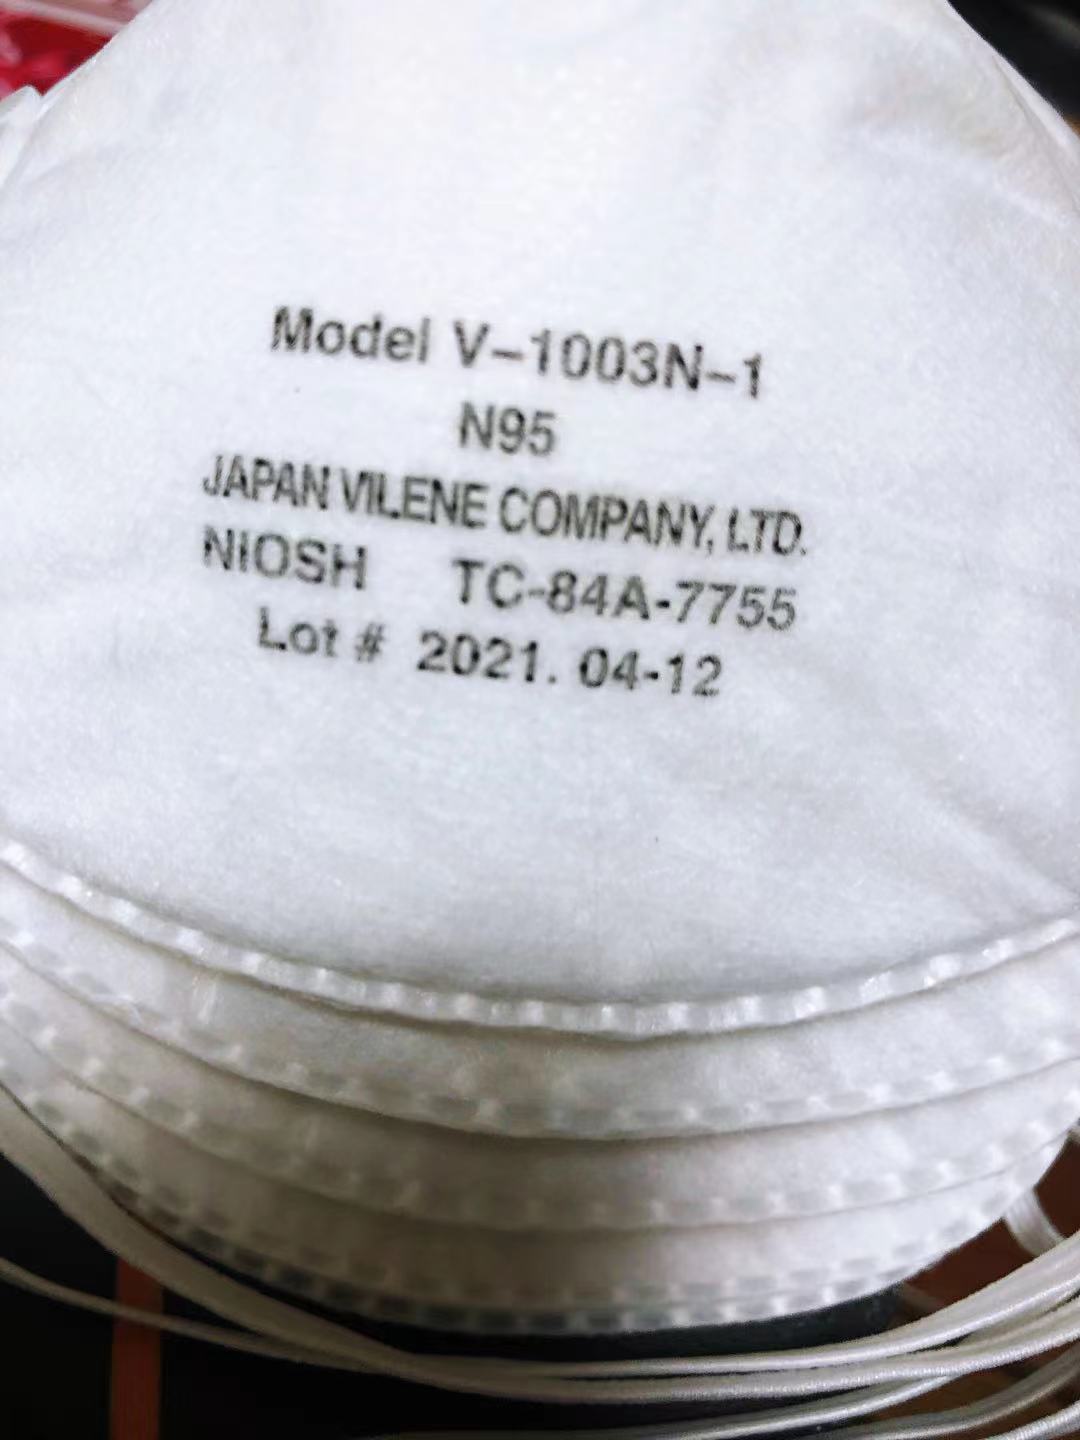 Model V-1003N-1
N95
JAPAN VILENE COMPANY, LTD.
NIOSH TC-84A-7755
Lot # 2021. 04-12